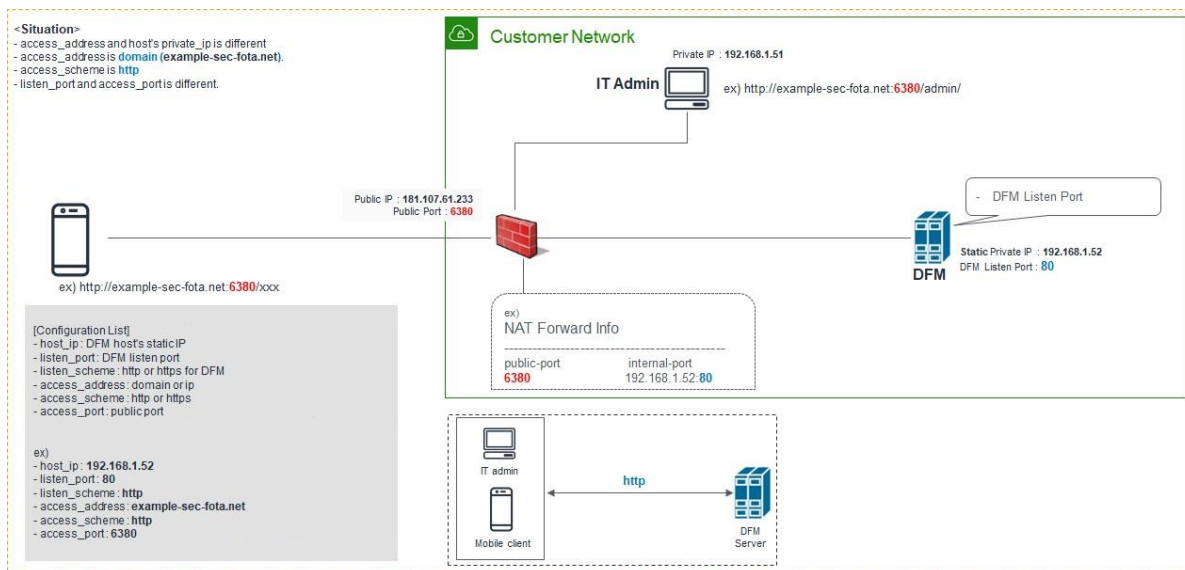 <Situation>
- access_address and host's private_ip is different
- access_address is domain (example-sec-fota.net).
- access_scheme is http
- listen_port and access_port is different.
Customer Network
Private IP : 192.168.1.51
IT Admin
ex) http://example-sec-fota.net:6380/admin/
Public IP : 181.107.61.233
Public Port : 6380
- DFM Listen Port
DFM
Static Private IP : 192.168.1.52
DFM Listen Port : 80
ex) http://example-sec-fota.net:6380/xxx
ex)
NAT Forward Info
public-port internal-port
6380 192.168.1.52:80
[Configuration List]
- host_ip : DFM host's static IP
- listen_port : DFM listen port
- listen_scheme : http or https for DFM
- access_address : domain or ip
- access_scheme : http or https
- access_port : public port
ex)
- host_ip : 192.168.1.52
- listen_port : 80
- listen_scheme : http
- access_address : example-sec-fota.net
- access_scheme : http
- access_port : 6380
IT admin
Mobile client
http
DFM
Server